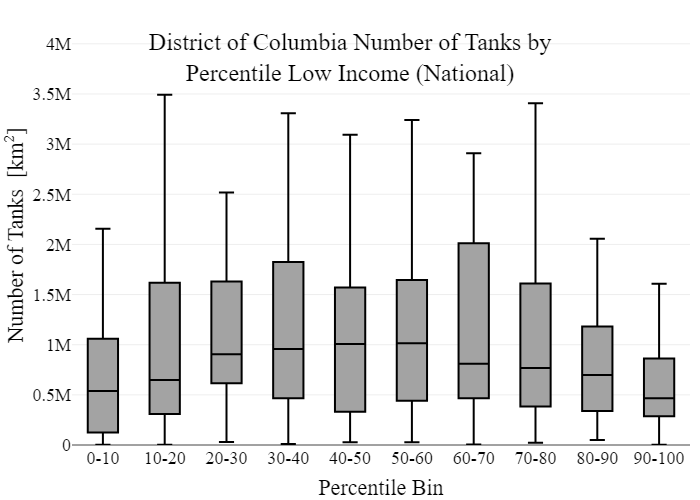 District of Columbia Number of Tanks by
Percentile Low Income (National)
Number of Tanks [km²]
4M
3.5M
3M
2.5M
2M
1.5M
1M
0.5M
0
0-10 10-20 20-30 30-40 40-50 50-60 60-70 70-80 80-90 90-100
Percentile Bin